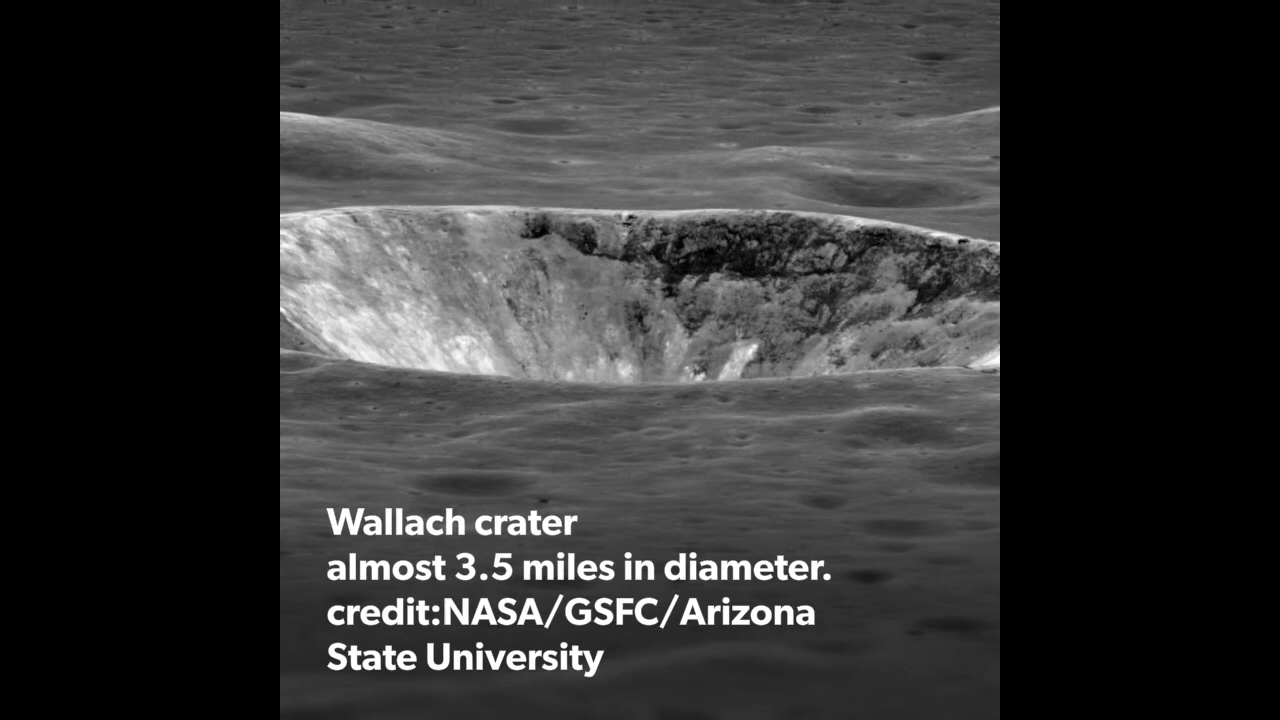 Wallach crater
almost 3.5 miles in diameter.
credit:NASA/GSFC/Arizona
State University